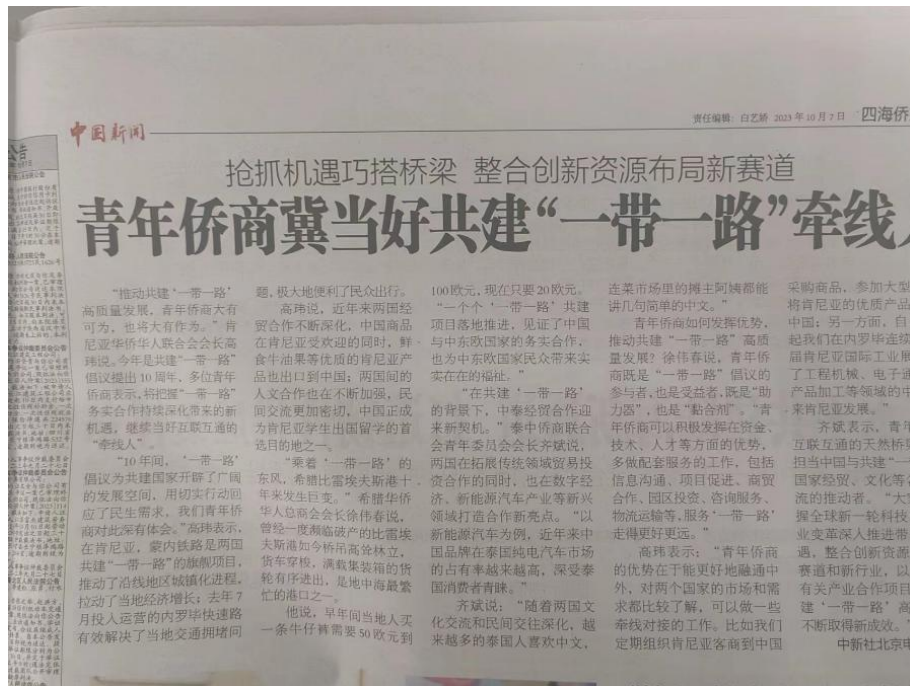 中国新闻
责任编辑：白艺娇 2023年10月7日 四海侨
公告
抢抓机遇巧搭桥梁 整合创新资源布局新赛道
青年侨商冀当好共建“一带一路”牵线
“推动共建‘一带一路’
高质量发展，青年侨商大有
可为，也将大有作为。”肯
尼亚华侨华人联合会会长高
玮说。今年是共建“一带一路”
倡议提出10周年，多位青年
侨商表示，盼把握“一带一路”
务实合作持续深化带来的新
机遇，继续当好互联互通的
“牵线人”。
“10年间，‘一带一路’
倡议为共建国家开辟了广阔
的发展空间，用切实行动回
应了民生需求，我们青年侨
商对此深有体会。”高玮表示，
在肯尼亚，蒙内铁路是两国
共建“一带一路”的旗舰项目，
推动了沿线地区城镇化进程，
拉动了当地经济增长；去年7
月投入运营的内罗毕快速路
有效解决了当地交通拥堵问
题，极大地便利了民众出行。
高玮说，近年来两国经
贸合作不断深化，中国商品
在肯尼亚受欢迎的同时，鲜
食牛油果等优质的肯尼亚产
品也出口到中国；两国间的
人文合作也在不断加强，民
间交流更加密切，中国正成
为肯尼亚学生出国留学的首
选目的地之一。
“乘着‘一带一路’的
东风，希腊比雷埃夫斯港十
年来发生巨变。”希腊华侨
华人总商会会长徐伟春说，
曾经一度濒临破产的比雷埃
夫斯港如今桥吊高耸林立，
货车穿梭，满载集装箱的货
轮有序进出，是地中海最繁
忙的港口之一。
他说，早年间当地人买
一条牛仔裤需要50欧元到
100欧元，现在只要20欧元。
“一个个‘一带一路’共建
项目落地推进，见证了中国
与中东欧国家的务实合作，
也为中东欧国家民众带来实
实在在的福祉。”
“在共建‘一带一路’
的背景下，中泰经贸合作迎
来新契机。”泰中侨商联合
会青年委员会会长齐斌说，
两国在拓展传统领域贸易投
资合作的同时，也在数字经
济、新能源汽车产业等新兴
领域打造合作新亮点。“以
新能源汽车为例，近年来中
国品牌在泰国纯电汽车市场
的占有率越来越高，深受泰
国消费者青睐。”
齐斌说：“随着两国文
化交流和民间交往深化，越
来越多的泰国人喜欢中文，
连菜市场里的摊主阿姨都能
讲几句简单的中文。”
青年侨商如何发挥优势，
推动共建“一带一路”高质
量发展？徐伟春说，青年侨
商既是“一带一路”倡议的
参与者，也是受益者，既是“助
力器”，也是“黏合剂”。“青
年侨商可以积极发挥在资金、
技术、人才等方面的优势，
多做配套服务的工作，包括
信息沟通、项目促进、商贸
合作、园区投资、咨询服务、
物流运输等，服务‘一带一路’
走得更好更远。”
高玮表示：“青年侨商
的优势在于能更好地融通中
外，对两个国家的市场和需
求都比较了解，可以做一些
牵线对接的工作。比如我们
定期组织肯尼亚客商到中国
采购商品，参加大型
将肯尼亚的优质产品
中国；另一方面，自
起我们在内罗毕连续
届肯尼亚国际工业展
了工程机械、电子通
产品加工等领域的中
来肯尼亚发展。”
齐斌表示，青年
互联互通的天然桥
担当中国与共建“一
国家经贸、文化等
流的推动者。“大
握全球新一轮科技
业变革深入推进带
遇，整合创新资源
赛道和新行业，以
有关产业合作项目
建‘一带一路’高
不断取得新成效。”
中新社北京电